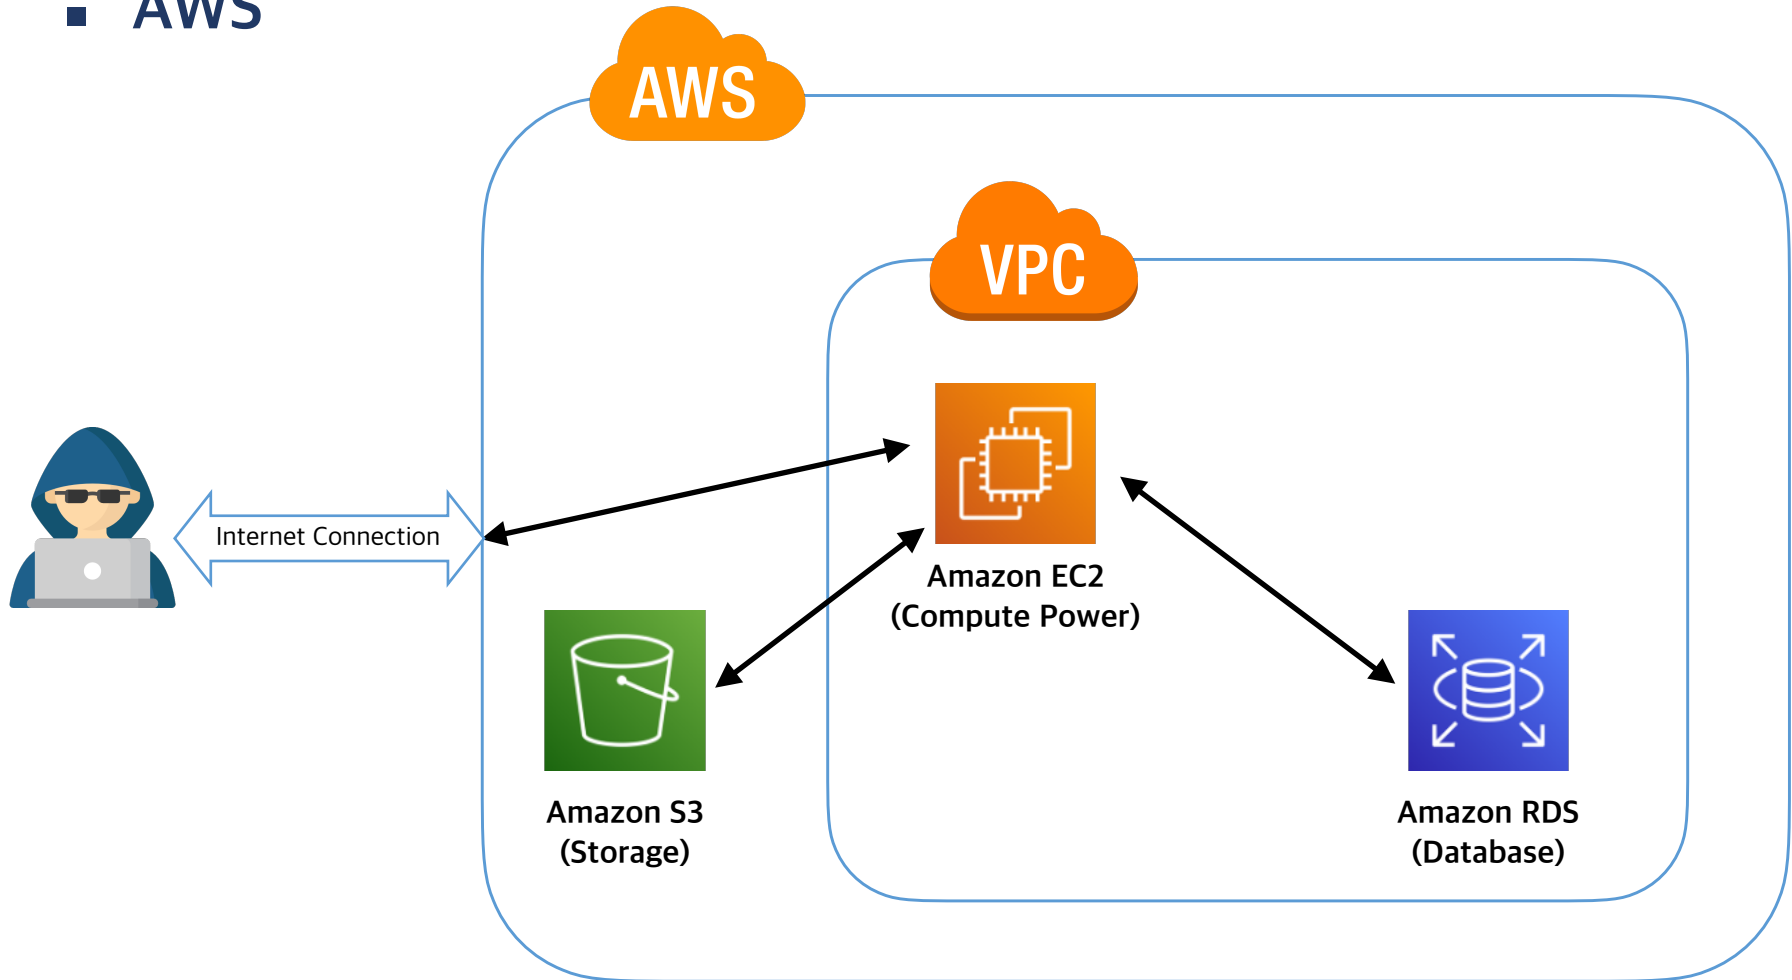 AWS
AWS
VPC
Internet Connection
Amazon EC2
(Compute Power)
Amazon S3
(Storage)
Amazon RDS
(Database)